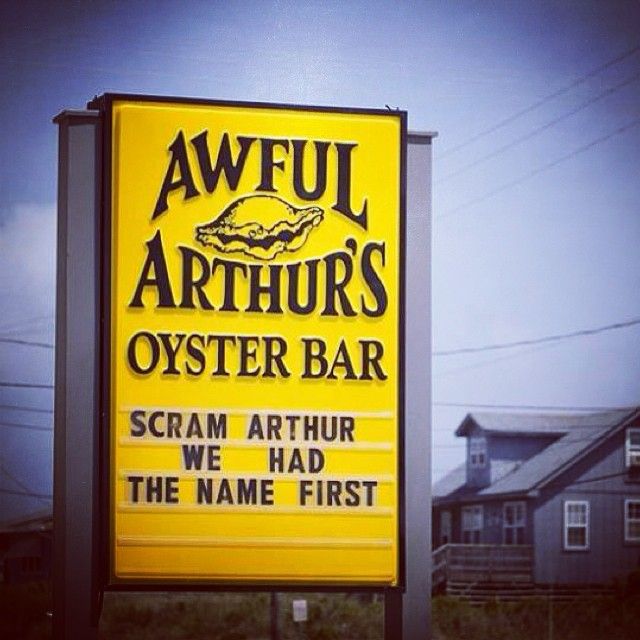 AWFUL
ARTHUR'S
OYSTER BAR
SCRAM ARTHUR
WE HAD
THE NAME FIRST